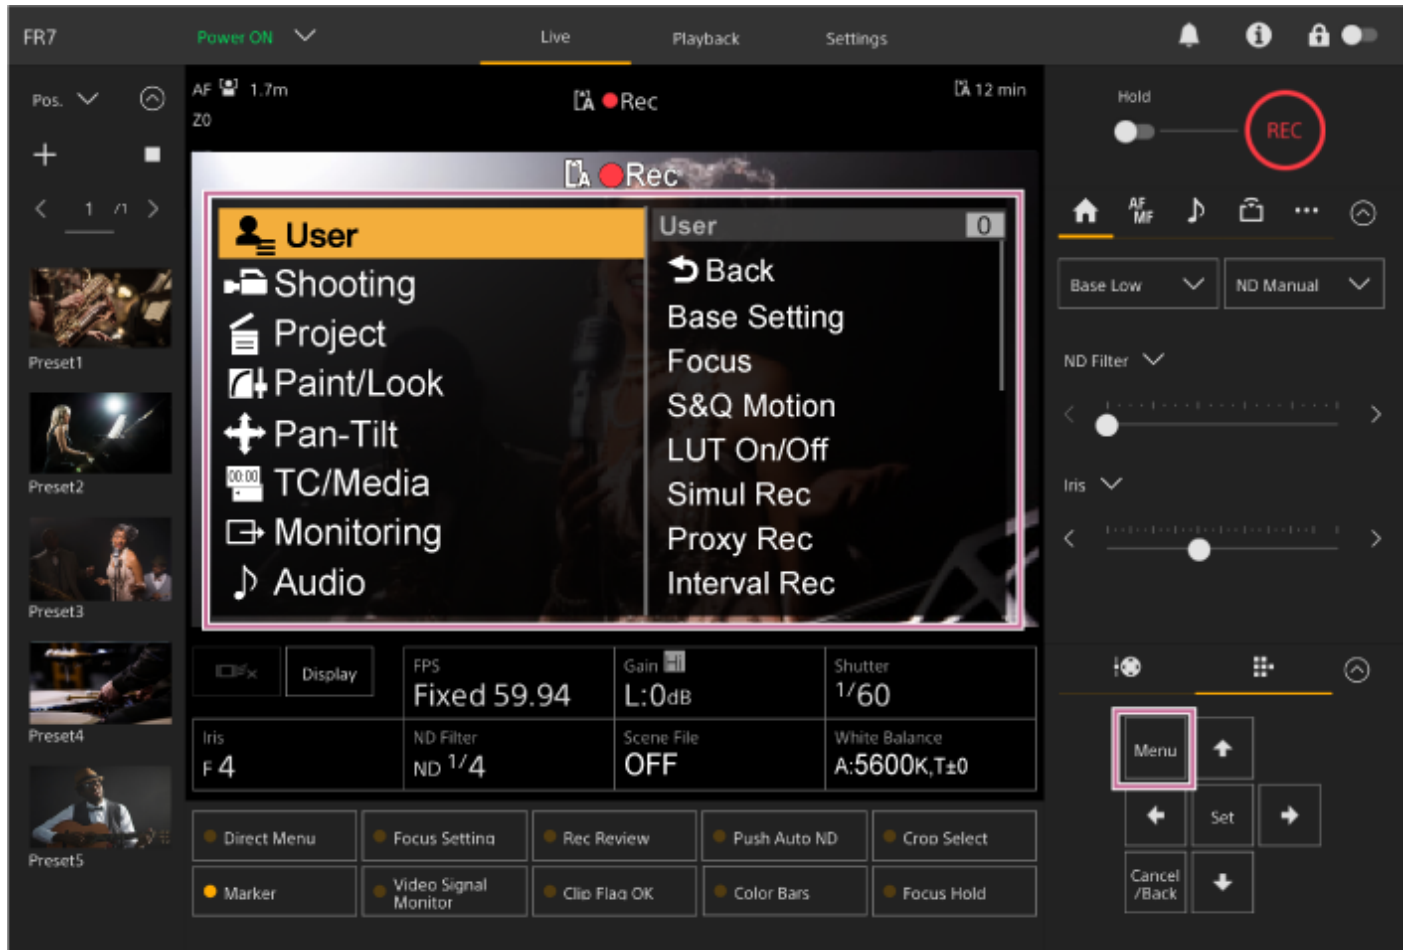 FR7
Power ON
Live
Playback
Settings
Pos.
1 /1
Preset1
Preset2
Preset3
Preset4
Preset5
AF 1.7m
Z0
A Rec
A 12 min
A Rec
User
Shooting
Project
Paint/Look
Pan-Tilt
00:00 TC/Media
Monitoring
Audio
User 0
Back
Base Setting
Focus
S&Q Motion
LUT On/Off
Simul Rec
Proxy Rec
Interval Rec
Display
FPS
Fixed 59.94
Gain Hi
L:0dB
Shutter
1/60
Iris
F 4
ND Filter
ND 1/4
Scene File
OFF
White Balance
A:5600K,T±0
Direct Menu
Focus Setting
Rec Review
Push Auto ND
Crop Select
Marker
Video Signal
Monitor
Clip Flag OK
Color Bars
Focus Hold
Hold
REC
AF
MF
Base Low
ND Manual
ND Filter
Iris
Menu
Set
Cancel
/Back